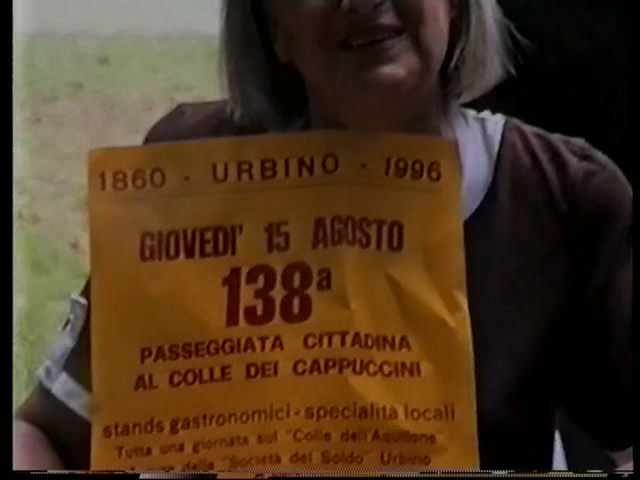 1860 - URBINO - 1996
GIOVEDI' 15 AGOSTO
138ª
PASSEGGIATA CITTADINA
AL COLLE DEI CAPPUCCINI
stands gastronomici - specialità locali
Tutta una giornata sul "Colle dell'Aquilone"
della "Società del Soldo" Urbino